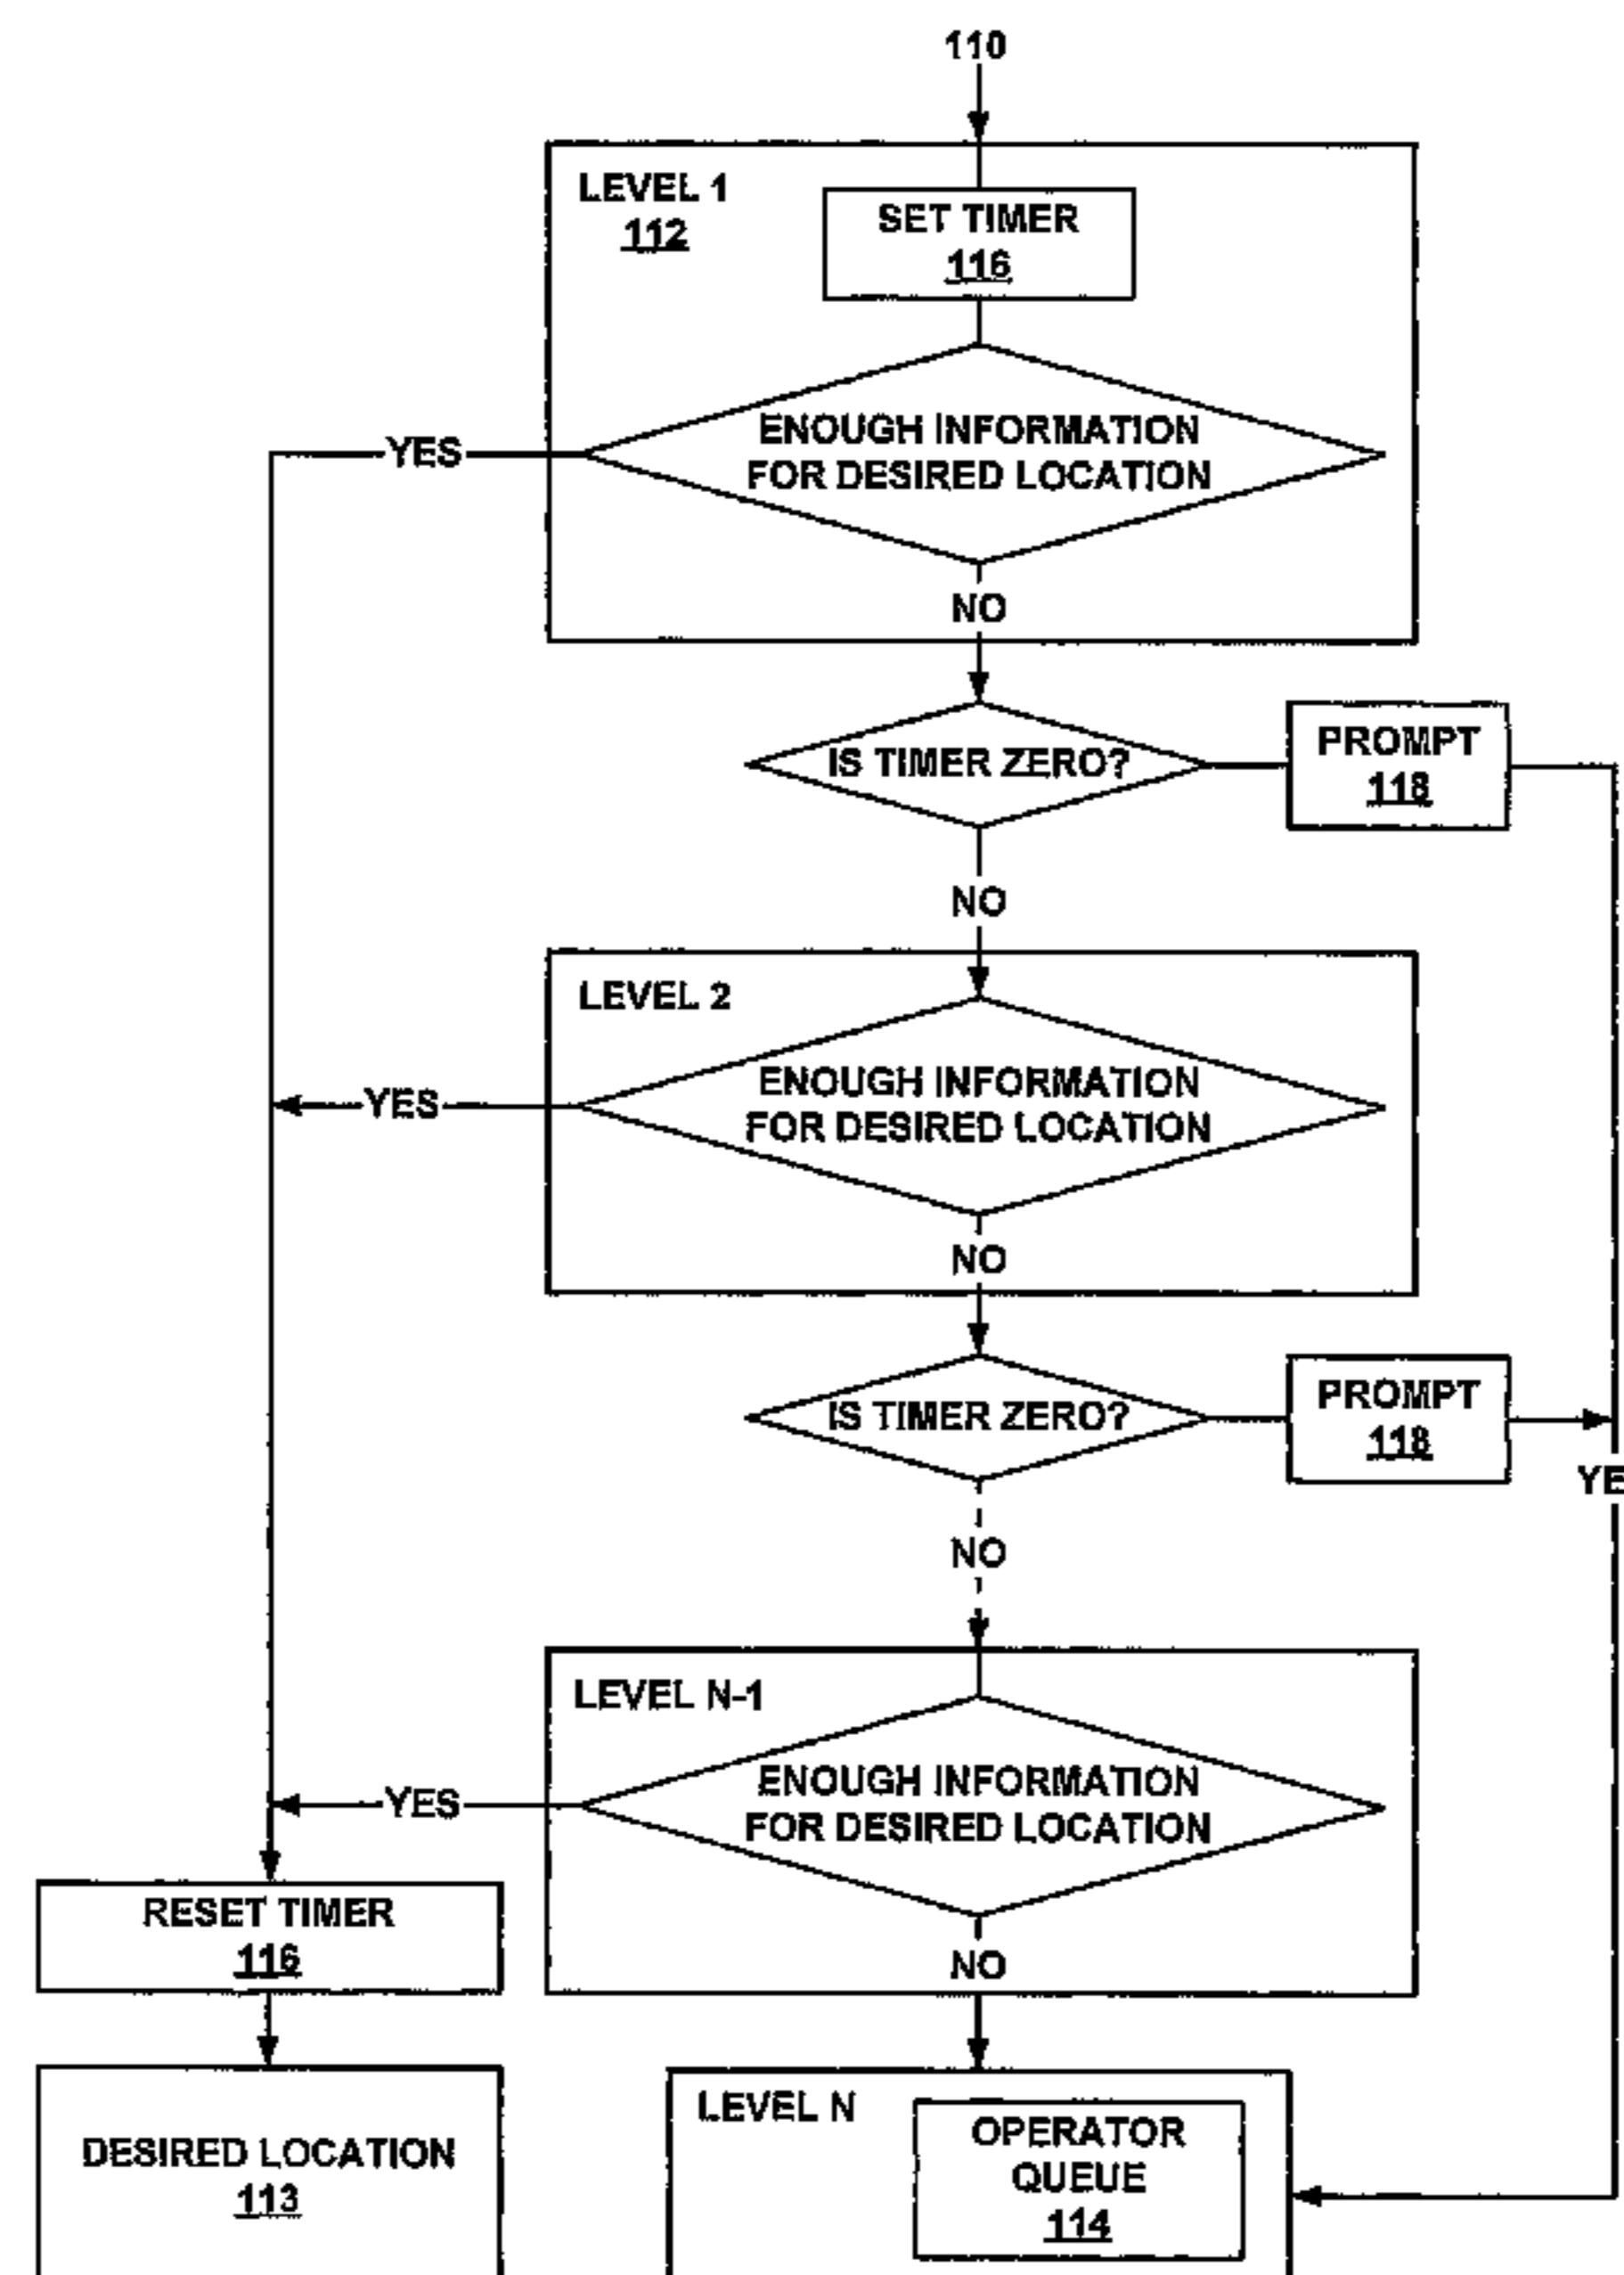 110
LEVEL 1
112
SET TIMER
116
ENOUGH INFORMATION
FOR DESIRED LOCATION
YES
NO
IS TIMER ZERO?
PROMPT
118
NO
LEVEL 2
ENOUGH INFORMATION
FOR DESIRED LOCATION
YES
NO
IS TIMER ZERO?
PROMPT
118
YE
NO
LEVEL N-1
ENOUGH INFORMATION
FOR DESIRED LOCATION
YES
NO
RESET TIMER
116
DESIRED LOCATION
113
LEVEL N
OPERATOR
QUEUE
114